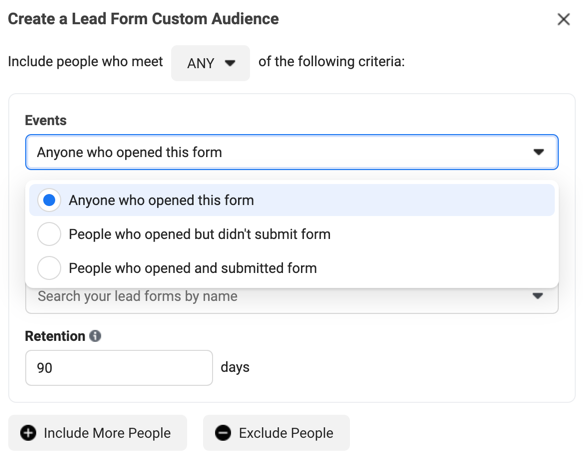 Create a Lead Form Custom Audience
Include people who meet ANY of the following criteria:
Events
Anyone who opened this form
Anyone who opened this form
People who opened but didn't submit form
People who opened and submitted form
Search your lead forms by name
Retention
90 days
Include More People Exclude People